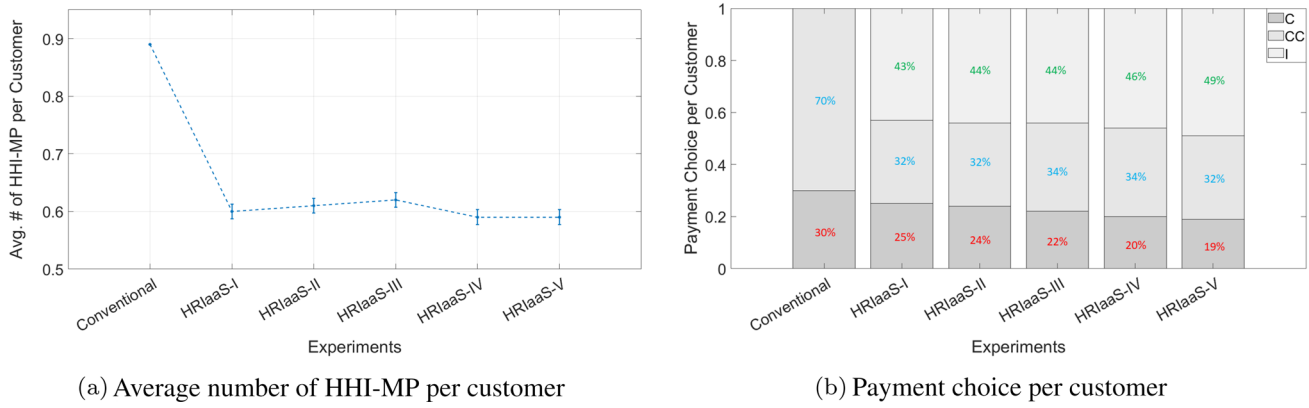 Avg. # of HHI-MP per Customer
0.9
0.8
0.7
0.6
0.5
Conventional
HRIaaS-I
HRIaaS-II
HRIaaS-III
HRIaaS-IV
HRIaaS-V
Experiments
(a) Average number of HHI-MP per customer
Payment Choice per Customer
1
0.8
0.6
0.4
0.2
0
C
CC
I
43% 44% 44% 46% 49%
70%
32% 32% 34% 34% 32%
30% 25% 24% 22% 20% 19%
Conventional
HRIaaS-I
HRIaaS-II
HRIaaS-III
HRIaaS-IV
HRIaaS-V
Experiments
(b) Payment choice per customer